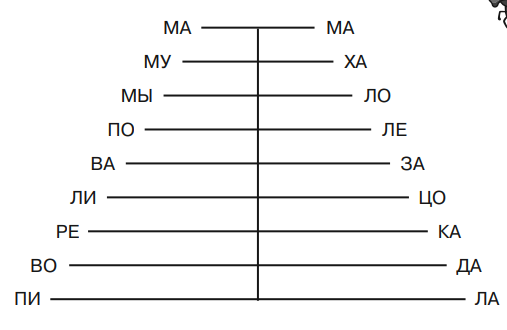 МА МА
МУ ХА
МЫ ЛО
ПО ЛЕ
ВА ЗА
ЛИ ЦО
РЕ КА
ВО ДА
ПИ ЛА